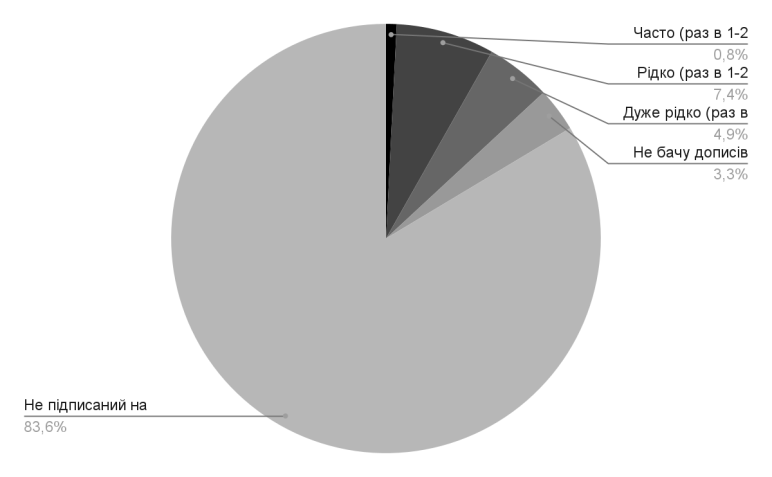 Часто (раз в 1-2
0,8%
Рідко (раз в 1-2
7,4%
Дуже рідко (раз в
4,9%
Не бачу дописів
3,3%
Не підписаний на
83,6%